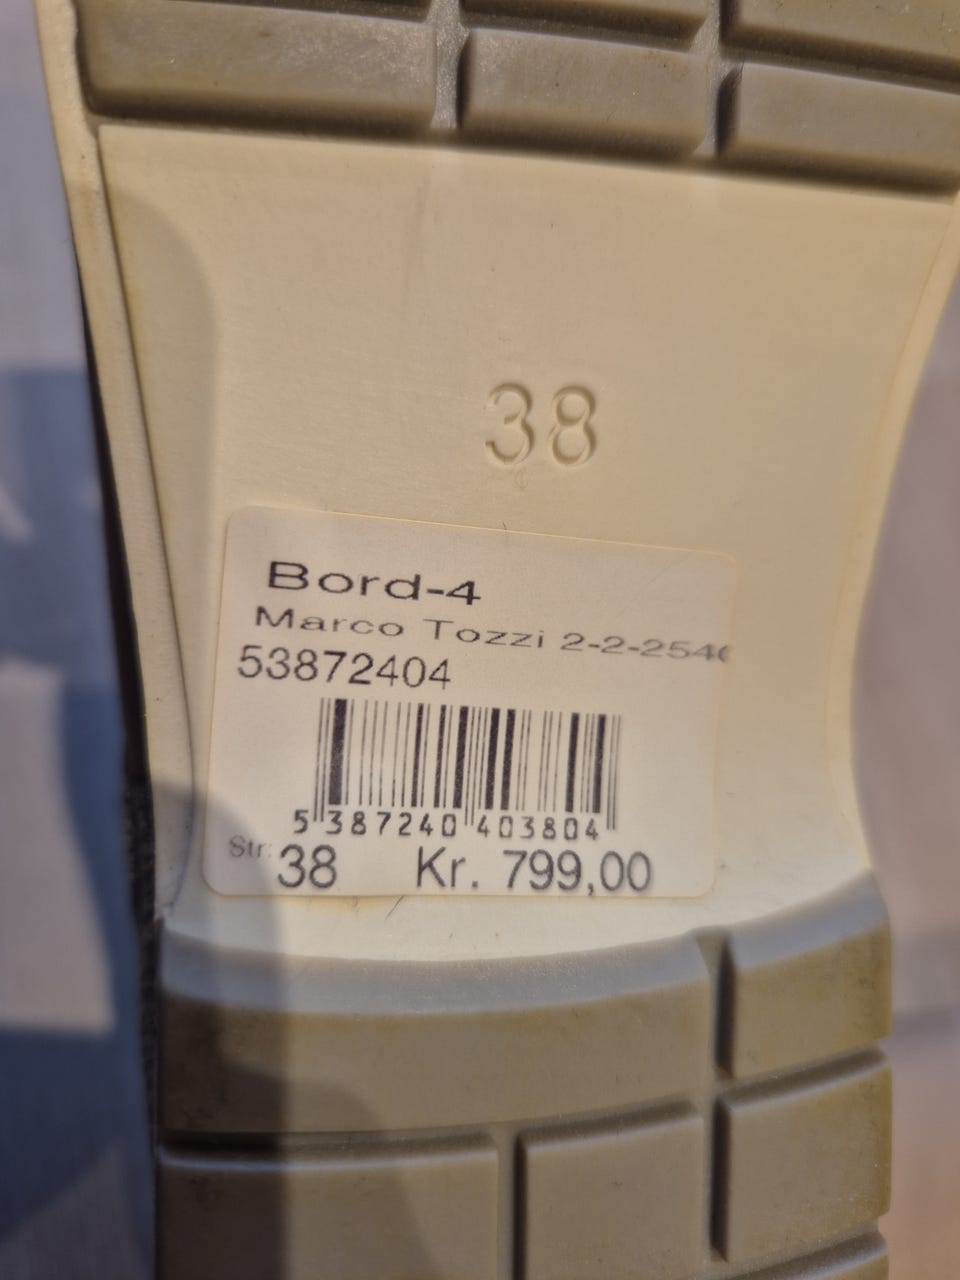 38
Bord-4
Marco Tozzi 2-2-254
53872404
5 387240 403804
Str: 38 Kr. 799,00